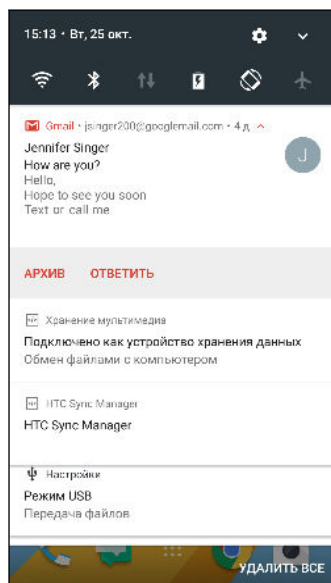 15:13 • Вт, 25 окт.
Gmail • jsinger200@googlemail.com • 4 д
Jennifer Singer
How are you?
Hello,
Hope to see you soon
Text or call me
J
АРХИВ ОТВЕТИТЬ
Хранение мультимедиа
Подключено как устройство хранения данных
Обмен файлами с компьютером
HTC Sync Manager
HTC Sync Manager
Настройки
Режим USB
Передача файлов
УДАЛИТЬ ВСЕ